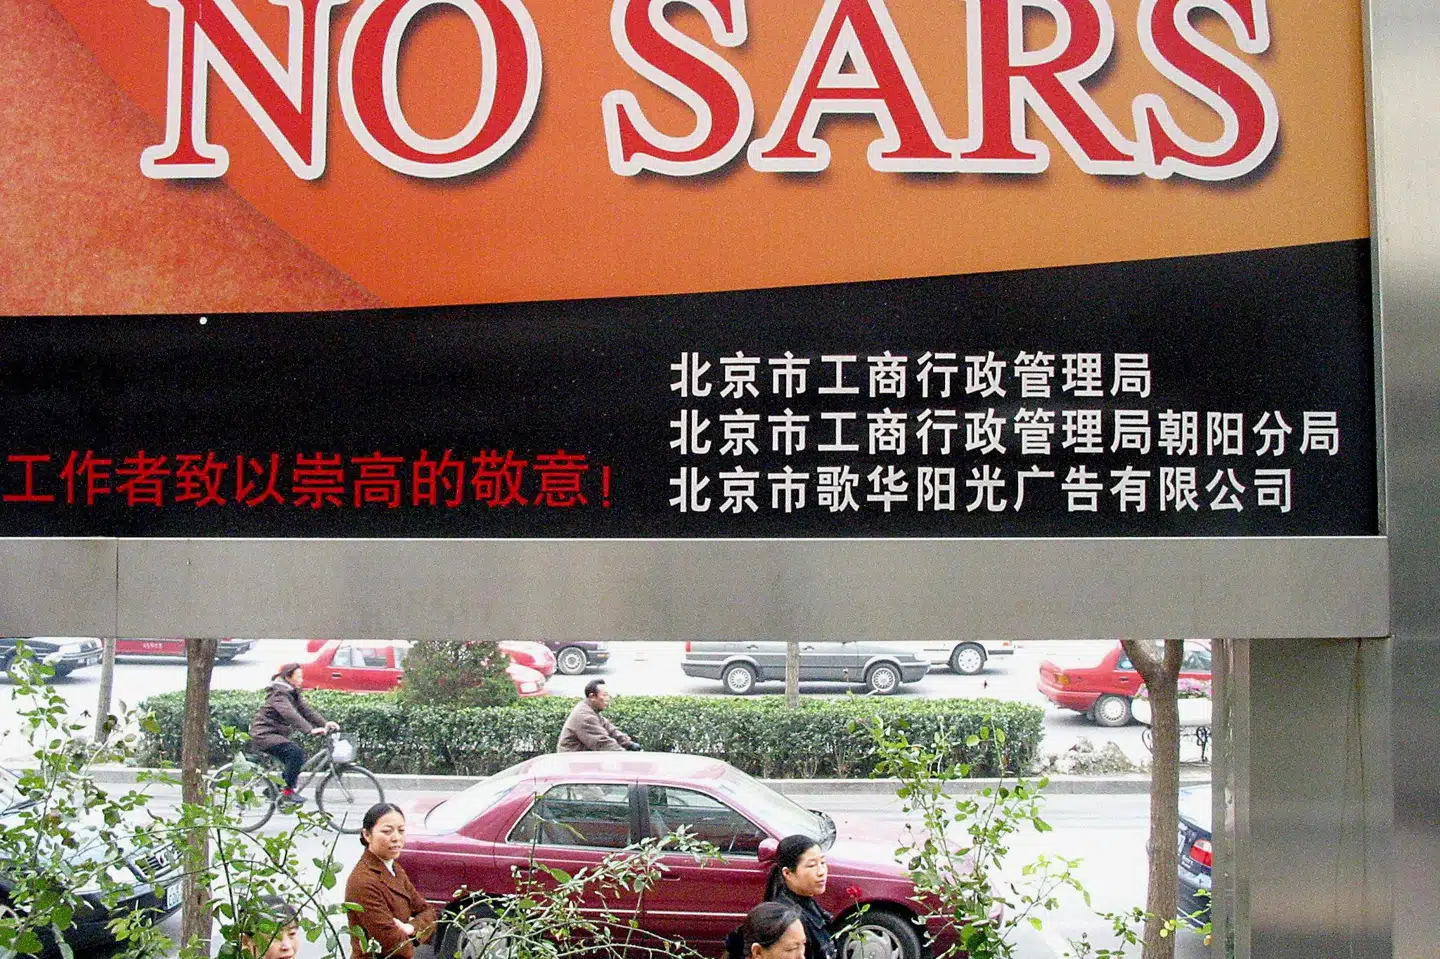 NO SARS
北京市工商行政管理局
北京市工商行政管理局朝阳分局
工作者致以崇高的敬意!
北京市歌华阳光广告有限公司